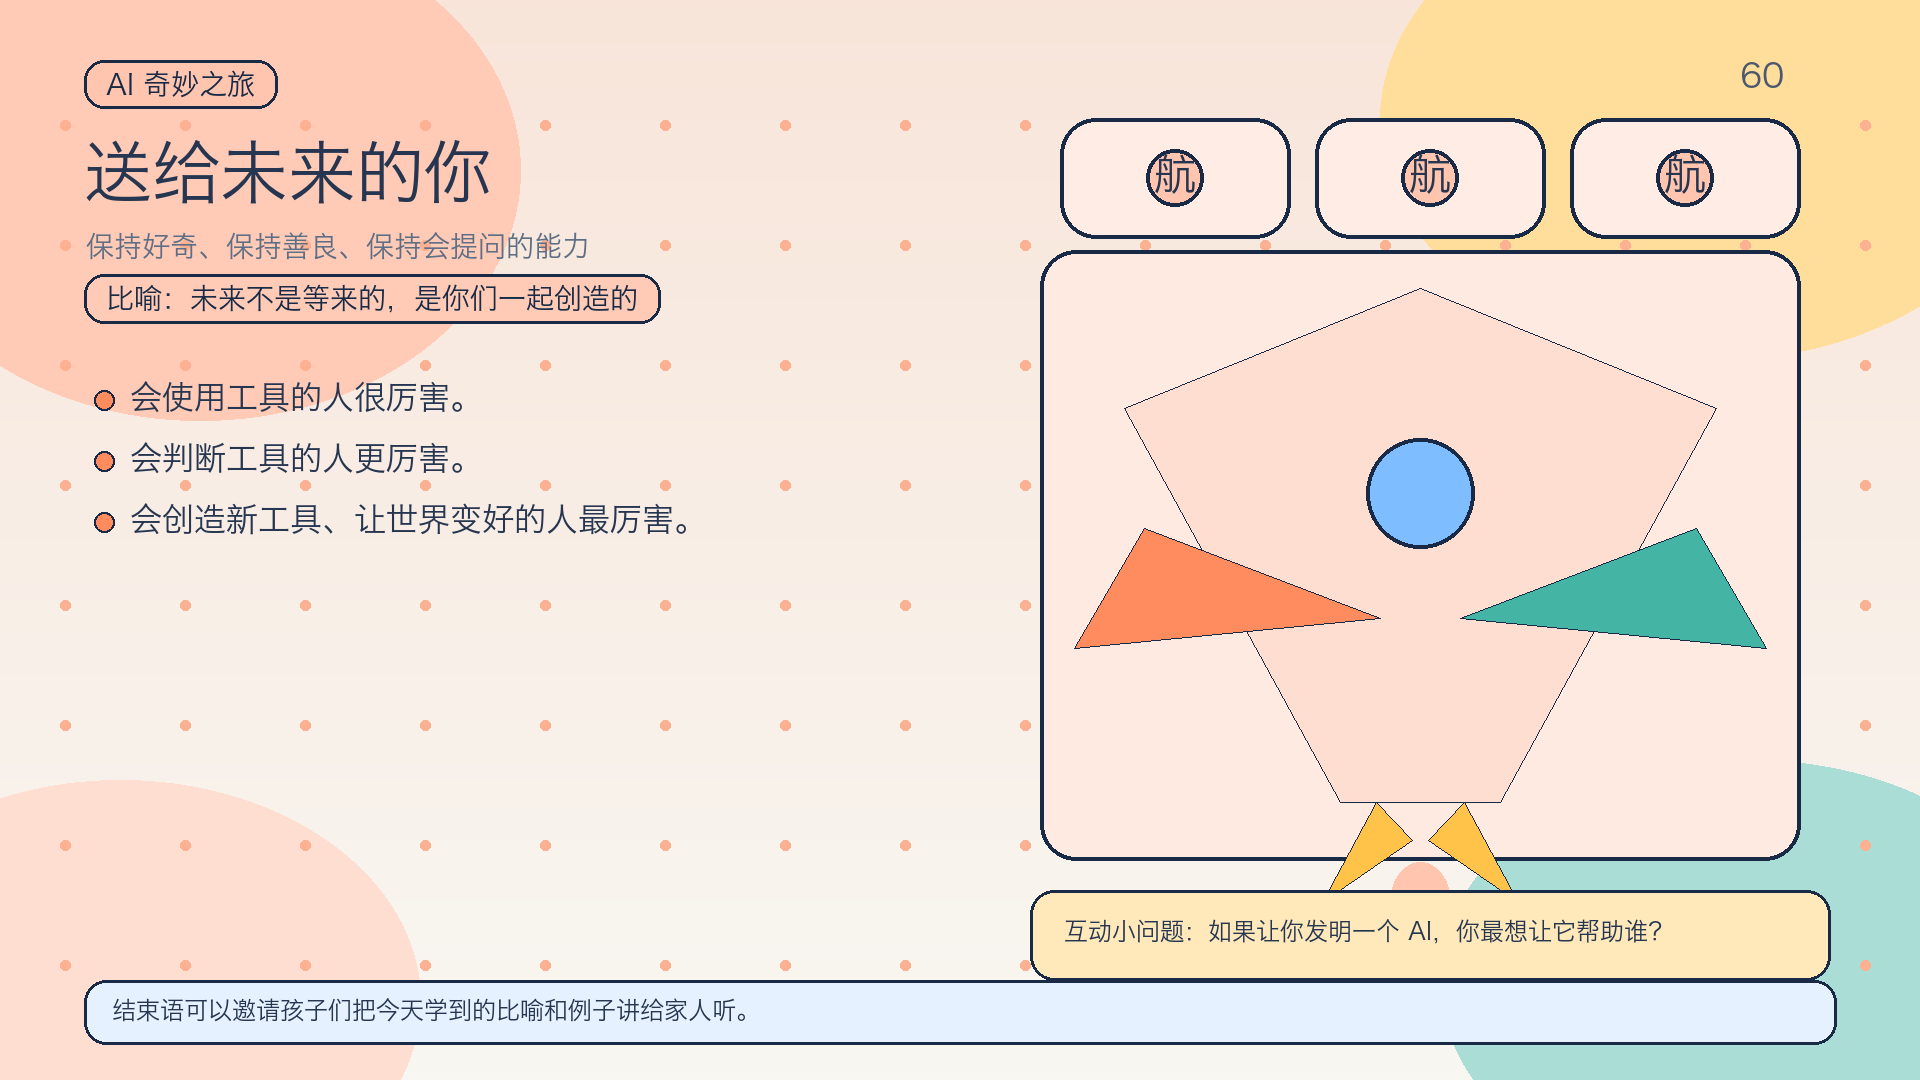 AI 奇妙之旅
60
送给未来的你
保持好奇、保持善良、保持会提问的能力
比喻：未来不是等来的，是你们一起创造的
会使用工具的人很厉害。
会判断工具的人更厉害。
会创造新工具、让世界变好的人最厉害。
航
航
航
互动小问题：如果让你发明一个 AI，你最想让它帮助谁？
结束语可以邀请孩子们把今天学到的比喻和例子讲给家人听。